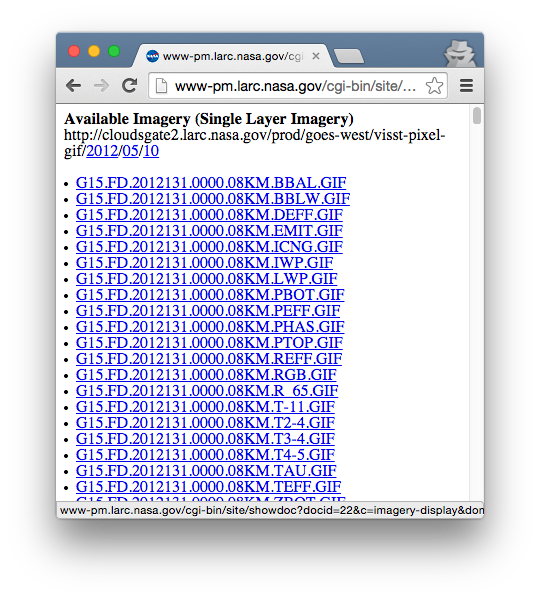 www-pm.larc.nasa.gov/cgi
www-pm.larc.nasa.gov/cgi-bin/site/...
Available Imagery (Single Layer Imagery)
http://cloudsgate2.larc.nasa.gov/prod/goes-west/visst-pixel-
gif/2012/05/10
• G15.FD.2012131.0000.08KM.BBAL.GIF
• G15.FD.2012131.0000.08KM.BBLW.GIF
• G15.FD.2012131.0000.08KM.DEFF.GIF
• G15.FD.2012131.0000.08KM.EMIT.GIF
• G15.FD.2012131.0000.08KM.ICNG.GIF
• G15.FD.2012131.0000.08KM.IWP.GIF
• G15.FD.2012131.0000.08KM.LWP.GIF
• G15.FD.2012131.0000.08KM.PBOT.GIF
• G15.FD.2012131.0000.08KM.PEFF.GIF
• G15.FD.2012131.0000.08KM.PHAS.GIF
• G15.FD.2012131.0000.08KM.PTOP.GIF
• G15.FD.2012131.0000.08KM.REFF.GIF
• G15.FD.2012131.0000.08KM.RGB.GIF
• G15.FD.2012131.0000.08KM.R_65.GIF
• G15.FD.2012131.0000.08KM.T-11.GIF
• G15.FD.2012131.0000.08KM.T2-4.GIF
• G15.FD.2012131.0000.08KM.T3-4.GIF
• G15.FD.2012131.0000.08KM.T4-5.GIF
• G15.FD.2012131.0000.08KM.TAU.GIF
• G15.FD.2012131.0000.08KM.TEFF.GIF
• G15.FD.2012131.0000.08KM.ZBOT.GIF
www-pm.larc.nasa.gov/cgi-bin/site/showdoc?docid=22&c=imagery-display&don